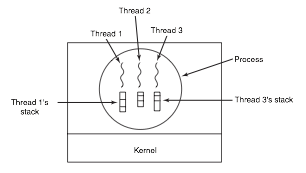 Thread 2
Thread 1
Thread 3
Process
Thread 1's
stack
Thread 3's stack
Kernel